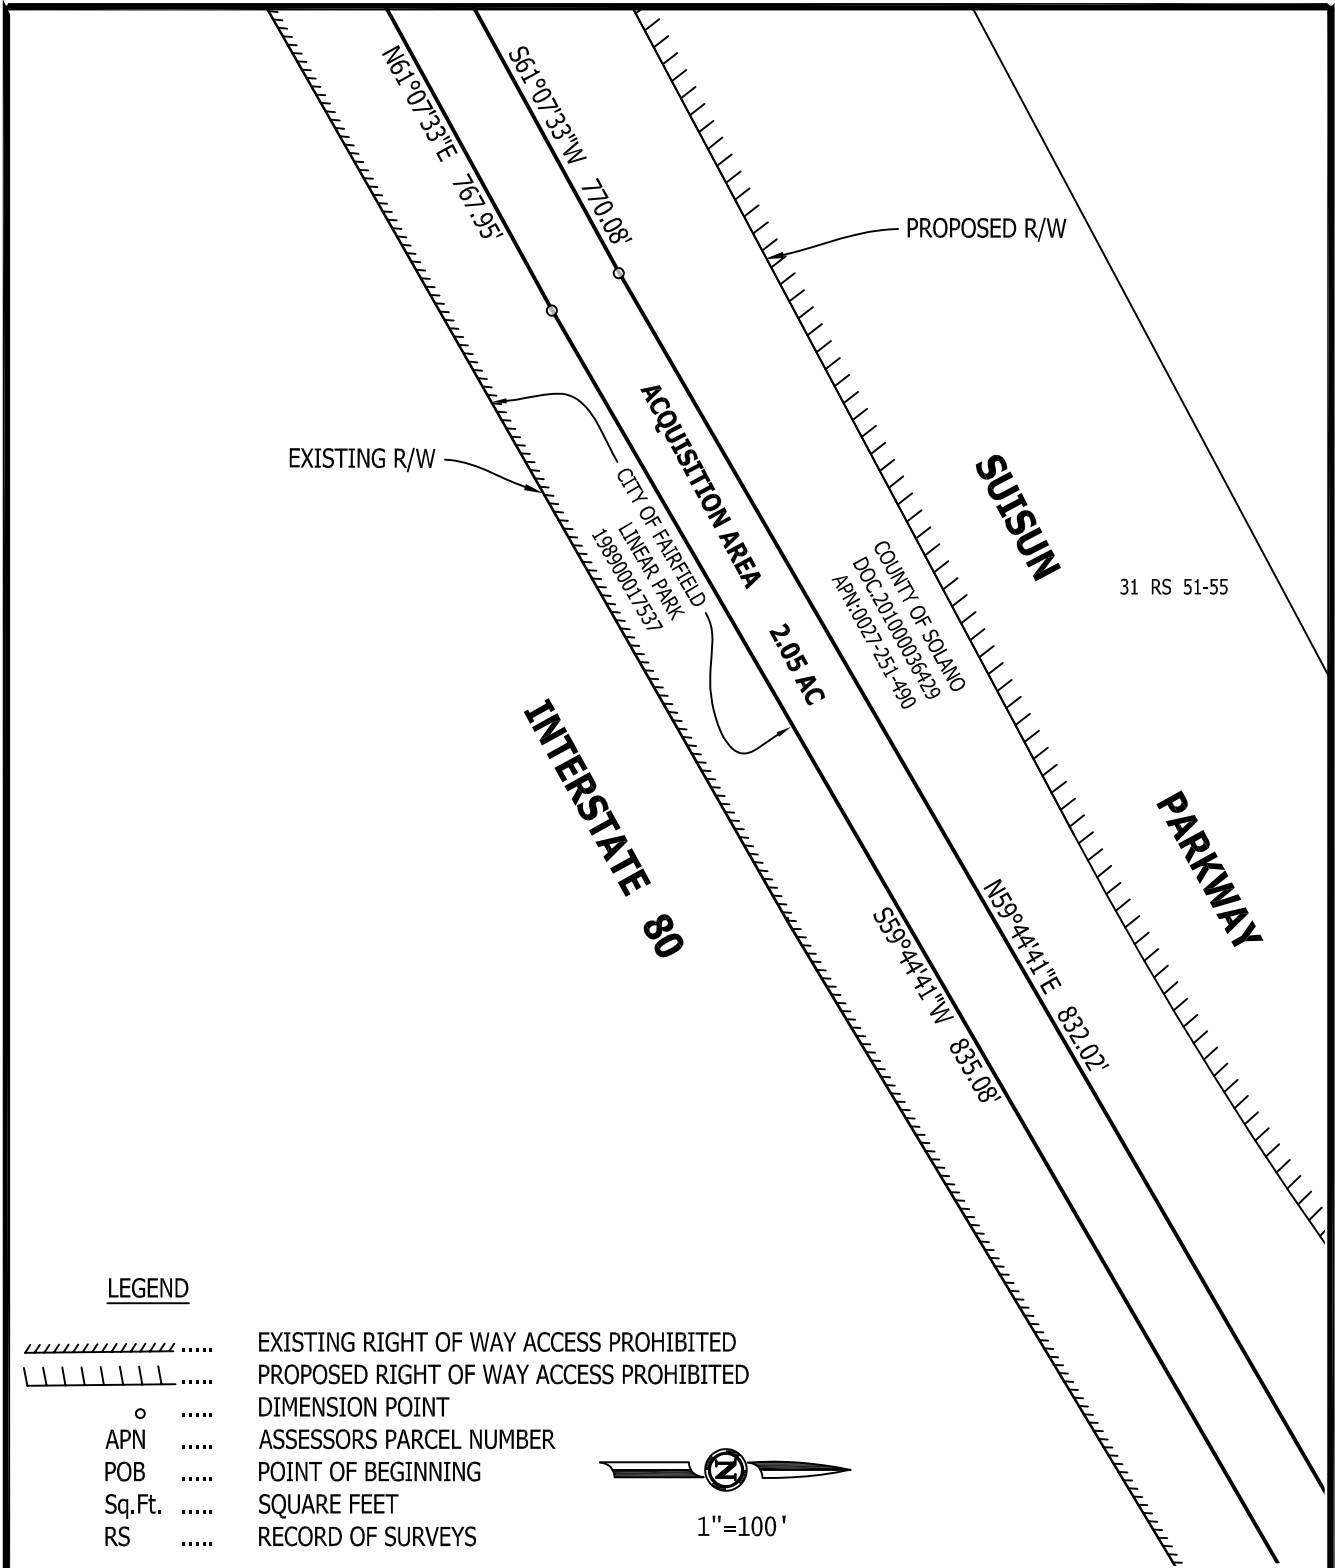 N61°07'33"E 767.95'
S61°07'33"W 770.08'
PROPOSED R/W
EXISTING R/W
ACQUISITION AREA 2.05 AC
CITY OF FAIRFIELD
LINEAR PARK
198900017537
COUNTY OF SOLANO
DOC.201000036429
APN:0027-251-490
SUISUN
31 RS 51-55
INTERSTATE 80
PARKWAY
N59°44'41"E 832.02'
S59°44'41"W 835.08'
LEGEND
..... EXISTING RIGHT OF WAY ACCESS PROHIBITED
..... PROPOSED RIGHT OF WAY ACCESS PROHIBITED
..... DIMENSION POINT
APN ..... ASSESSORS PARCEL NUMBER
POB ..... POINT OF BEGINNING
Sq.Ft. ..... SQUARE FEET
RS ..... RECORD OF SURVEYS
N
1"=100'